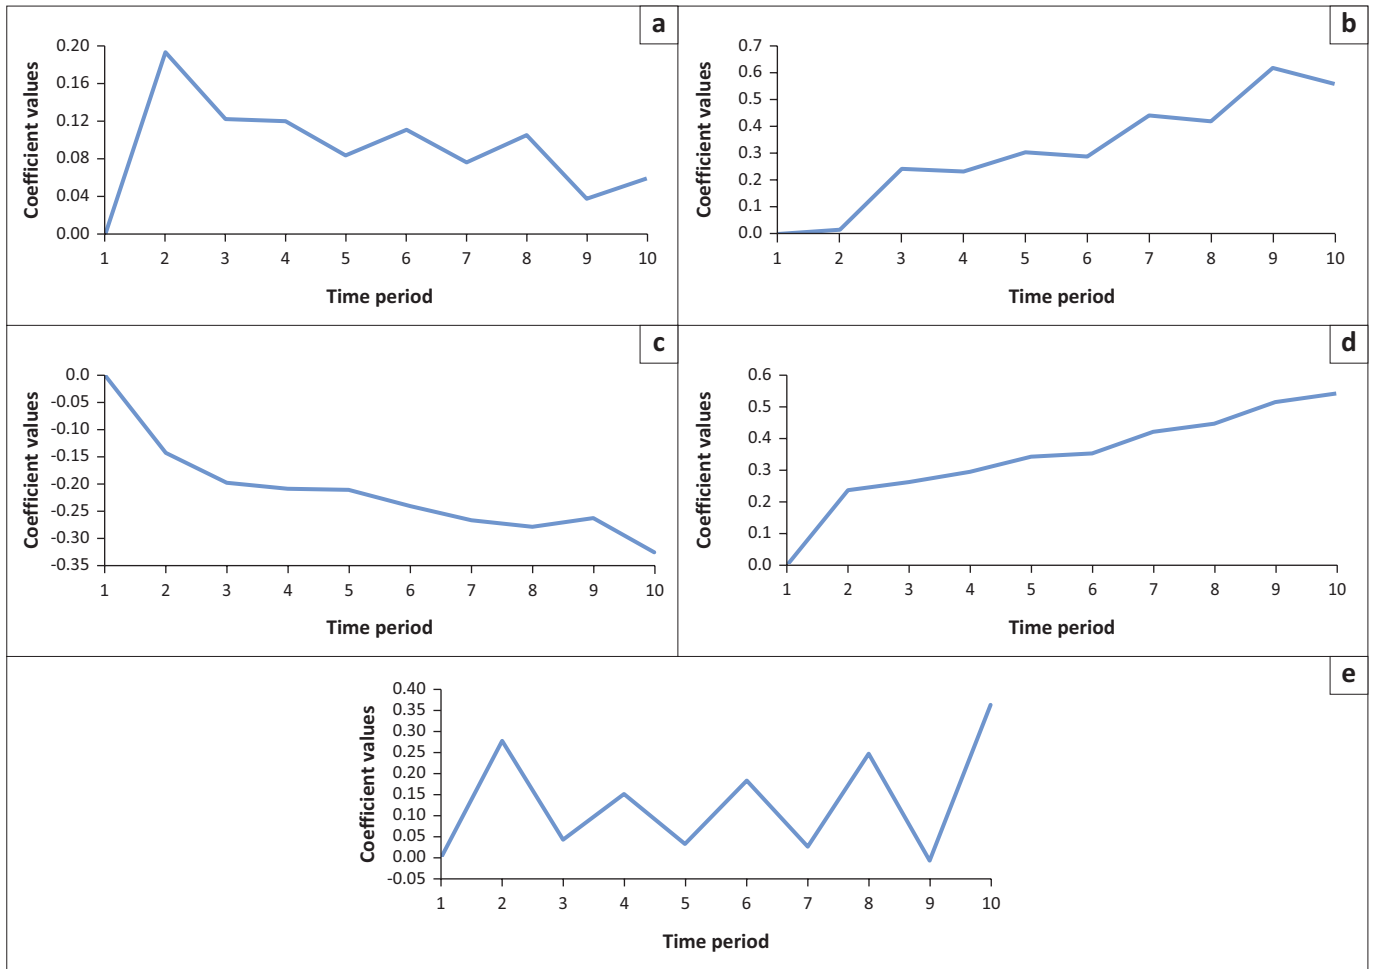 a
Coefficient values
0.20
0.16
0.12
0.08
0.04
0.00
1 2 3 4 5 6 7 8 9 10
Time period
b
Coefficient values
0.7
0.6
0.5
0.4
0.3
0.2
0.1
0.0
1 2 3 4 5 6 7 8 9 10
Time period
c
Coefficient values
0.0
-0.05
-0.10
-0.15
-0.20
-0.25
-0.30
-0.35
1 2 3 4 5 6 7 8 9 10
Time period
d
Coefficient values
0.6
0.5
0.4
0.3
0.2
0.1
0.0
1 2 3 4 5 6 7 8 9 10
Time period
e
Coefficient values
0.40
0.35
0.30
0.25
0.20
0.15
0.10
0.05
0.00
-0.05
1 2 3 4 5 6 7 8 9 10
Time period